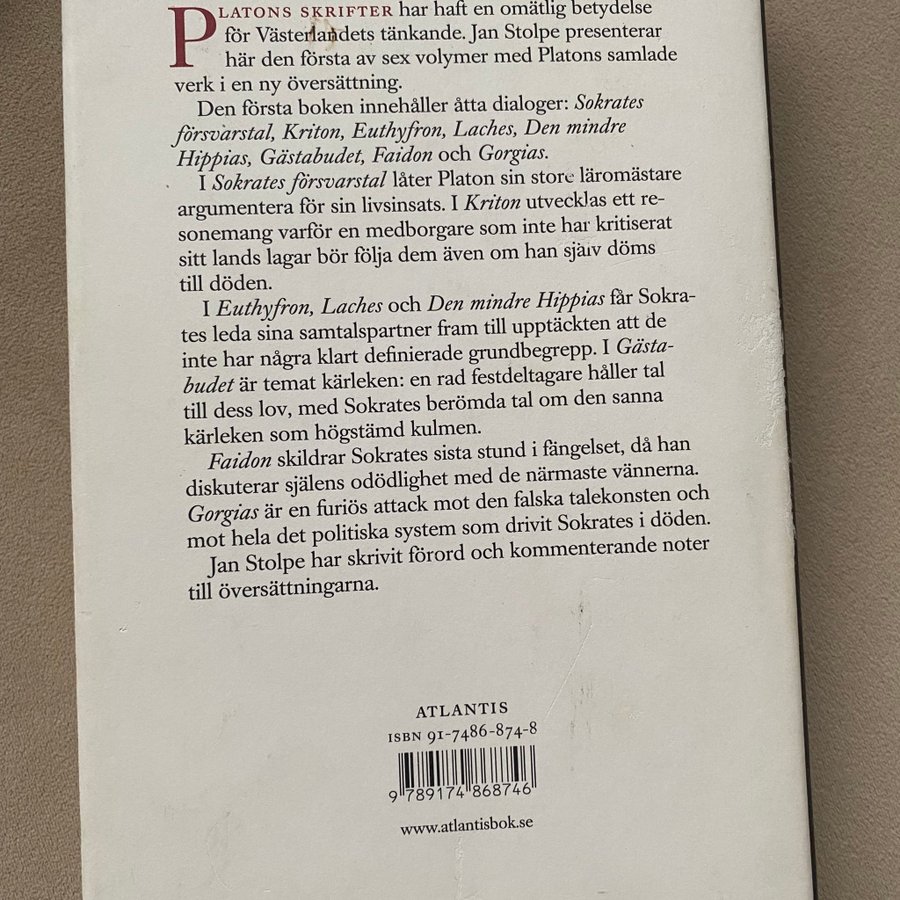 PLATONS SKRIFTER har haft en omätlig betydelse
för Västerlandets tänkande. Jan Stolpe presenterar
här den första av sex volymer med Platons samlade
verk i en ny översättning.
Den första boken innehåller åtta dialoger: Sokrates
försvarstal, Kriton, Euthyfron, Laches, Den mindre
Hippias, Gästabudet, Faidon och Gorgias.
I Sokrates försvarstal låter Platon sin store läromästare
argumentera för sin livsinsats. I Kriton utvecklas ett re-
sonemang varför en medborgare som inte har kritiserat
sitt lands lagar bör följa dem även om han själv döms
till döden.
I Euthyfron, Laches och Den mindre Hippias får Sokra-
tes leda sina samtalspartner fram till upptäckten att de
inte har några klart definierade grundbegrepp. I Gästa-
budet är temat kärleken: en rad festdeltagare håller tal
till dess lov, med Sokrates berömda tal om den sanna
kärleken som högstämd kulmen.
Faidon skildrar Sokrates sista stund i fängelset, då han
diskuterar själens odödlighet med de närmaste vännerna.
Gorgias är en furiös attack mot den falska talekonsten och
mot hela det politiska system som drivit Sokrates i döden.
Jan Stolpe har skrivit förord och kommenterande noter
till översättningarna.
ATLANTIS
ISBN 91-7486-874-8
9 789174 868746
www.atlantisbok.se